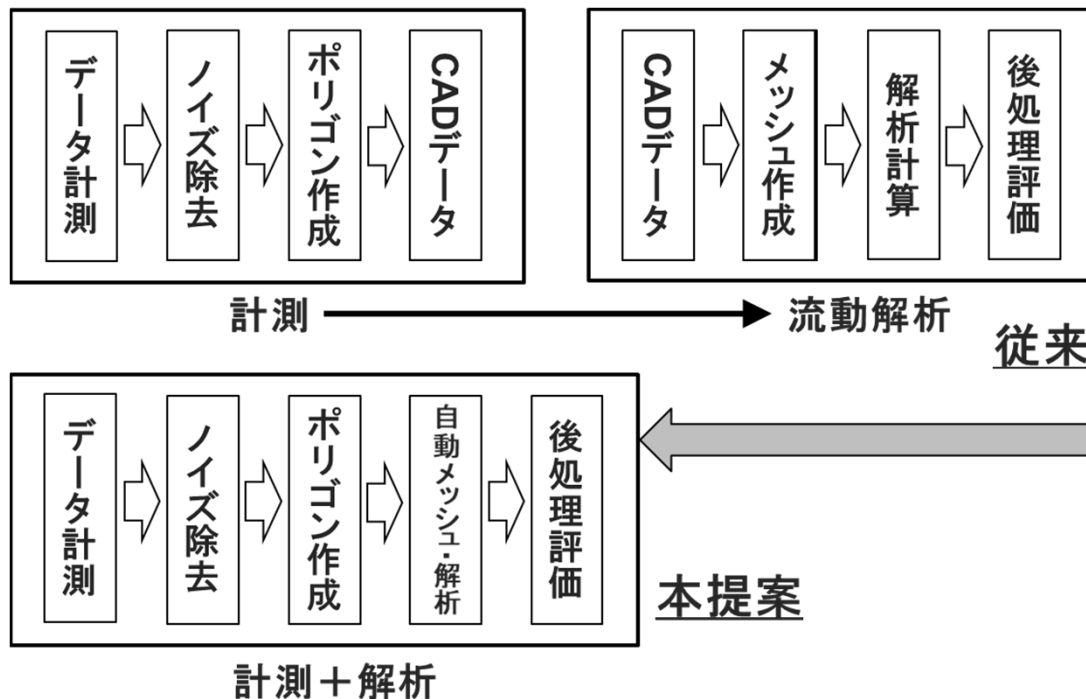 データ計測
ノイズ除去
ポリゴン作成
CADデータ
CADデータ
メッシュ作成
解析計算
後処理評価
計測
流動解析
従来
データ計測
ノイズ除去
ポリゴン作成
自動メッシュ・解析
後処理評価
本提案
計測＋解析